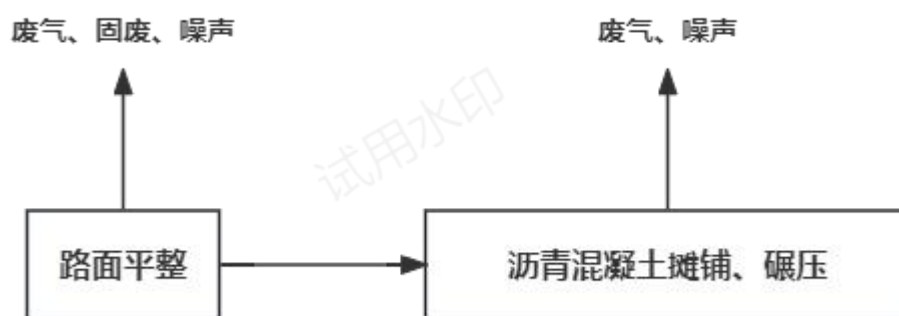 废气、固废、噪声
废气、噪声
试用水印
路面平整
沥青混凝土摊铺、碾压